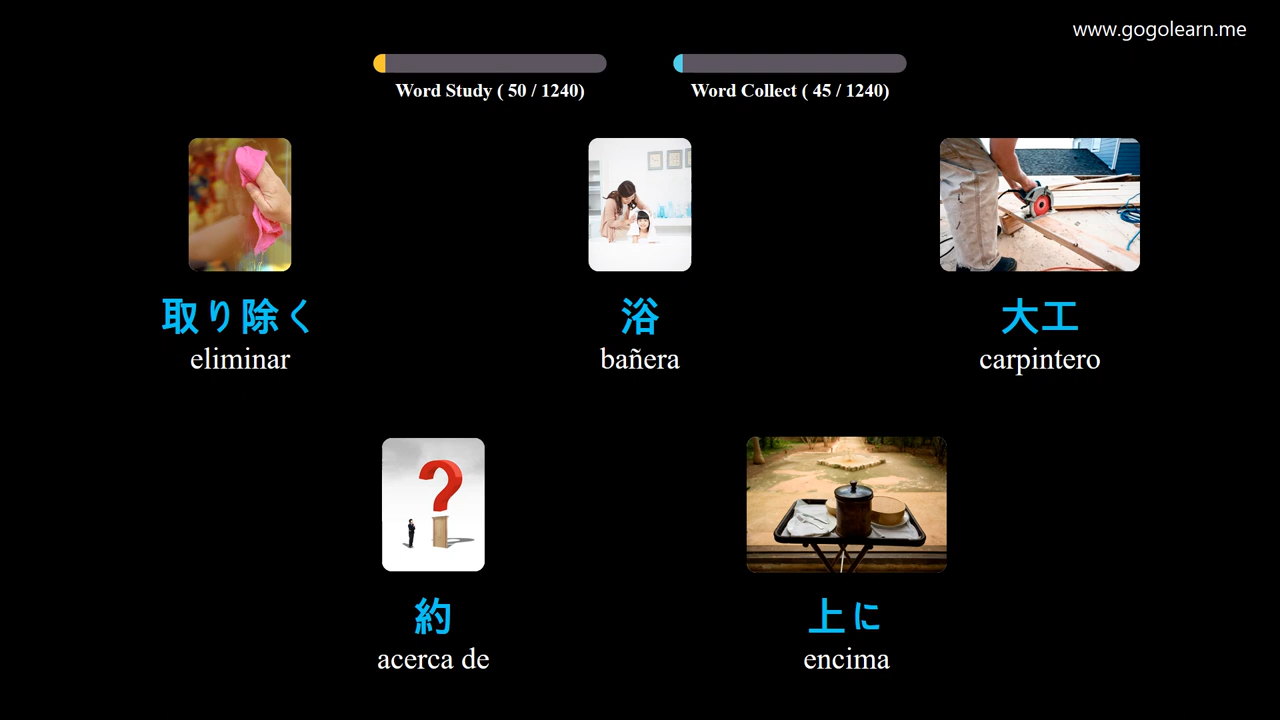 www.gogolearn.me
Word Study ( 50 / 1240)
Word Collect ( 45 / 1240)
取り除く
eliminar
浴
bañera
大工
carpintero
約
acerca de
上に
encima